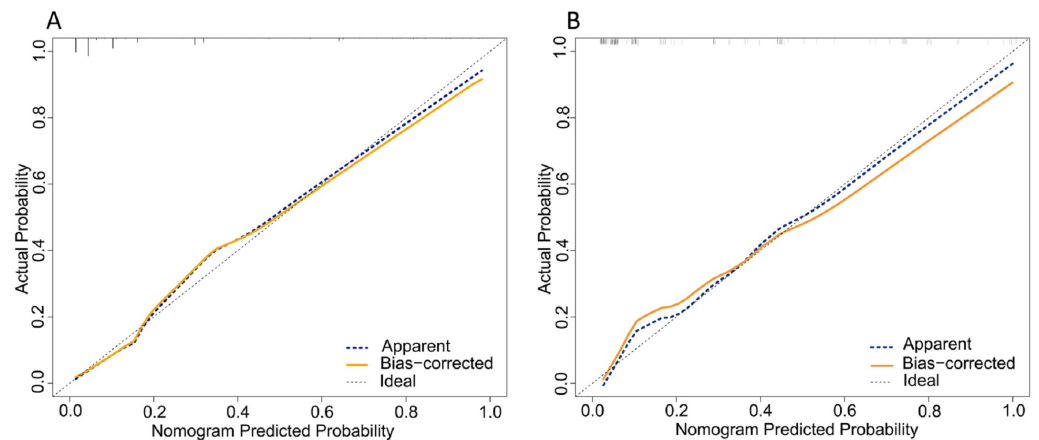 A
1.0
0.8
0.6
0.4
0.2
0.0
Actual Probability
Apparent
Bias-corrected
Ideal
0.0 0.2 0.4 0.6 0.8 1.0
Nomogram Predicted Probability
B
1.0
0.8
0.6
0.4
0.2
0.0
Actual Probability
Apparent
Bias-corrected
Ideal
0.0 0.2 0.4 0.6 0.8 1.0
Nomogram Predicted Probability